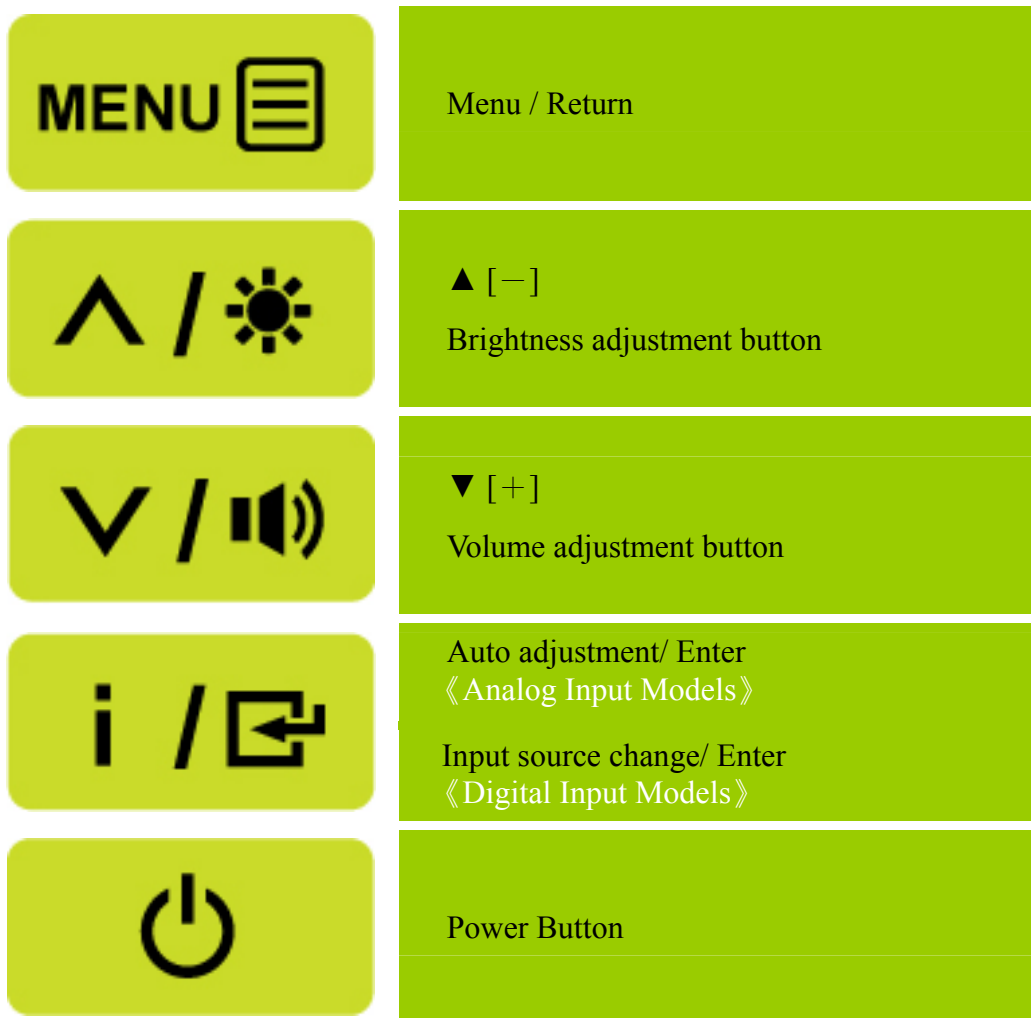 MENU
Menu / Return
/
▲ [－]
Brightness adjustment button
/
▼ [＋]
Volume adjustment button
i /
Auto adjustment/ Enter
《Analog Input Models》
Input source change/ Enter
《Digital Input Models》
Power Button